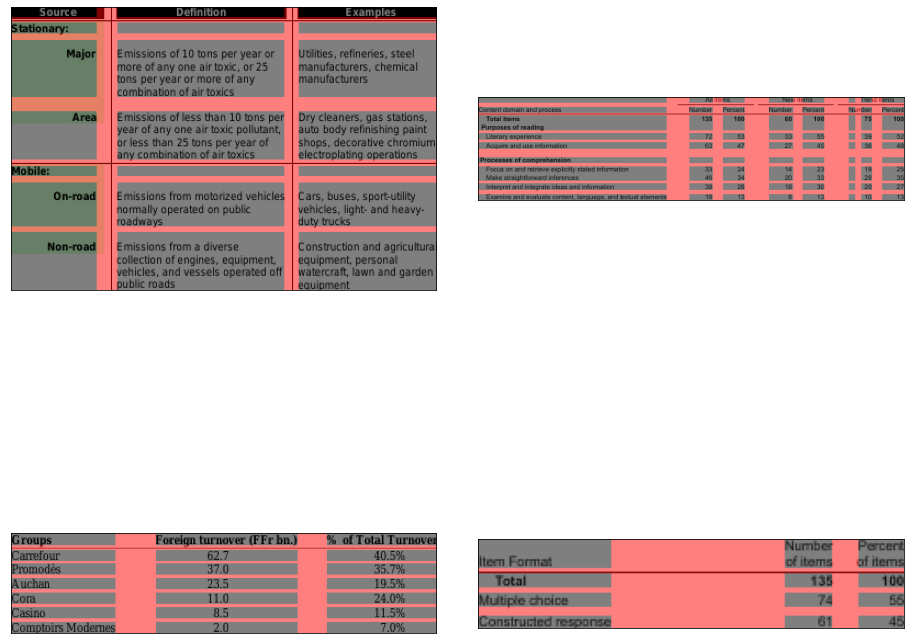 Source Definition Examples
Stationary:
Major Emissions of 10 tons per year or Utilities, refineries, steel
more of any one air toxic, or 25 manufacturers, chemical
tons per year or more of any manufacturers
combination of air toxics
Area Emissions of less than 10 tons per Dry cleaners, gas stations,
year of any one air toxic pollutant, auto body refinishing paint
or less than 25 tons per year of shops, decorative chromium
any combination of air toxics electroplating operations
Mobile:
On-road Emissions from motorized vehicles Cars, buses, sport-utility
normally operated on public vehicles, light- and heavy-
roadways duty trucks
Non-road Emissions from a diverse Construction and agricultura
collection of engines, equipment, equipment, personal
vehicles, and vessels operated off watercraft, lawn and garden
public roads equipment
All items New items Trend items
Content domain and process Number Percent Number Percent Number Percent
Total items 135 100 60 100 75 100
Purposes of reading
Literary experience 72 53 33 55 39 52
Acquire and use information 63 47 27 45 36 48
Processes of comprehension
Focus on and retrieve explicitly stated information 33 24 14 23 19 25
Make straightforward inferences 46 34 20 33 26 35
Interpret and integrate ideas and information 38 28 18 30 20 27
Examine and evaluate content, language, and textual elements 18 13 8 13 10 13
Groups Foreign turnover (FFr bn.) % of Total Turnover
Carrefour 62.7 40.5%
Promodès 37.0 35.7%
Auchan 23.5 19.5%
Cora 11.0 24.0%
Casino 8.5 11.5%
Comptoirs Modernes 2.0 7.0%
Number Percent
Item Format of items of items
Total 135 100
Multiple choice 74 55
Constructed response 61 45